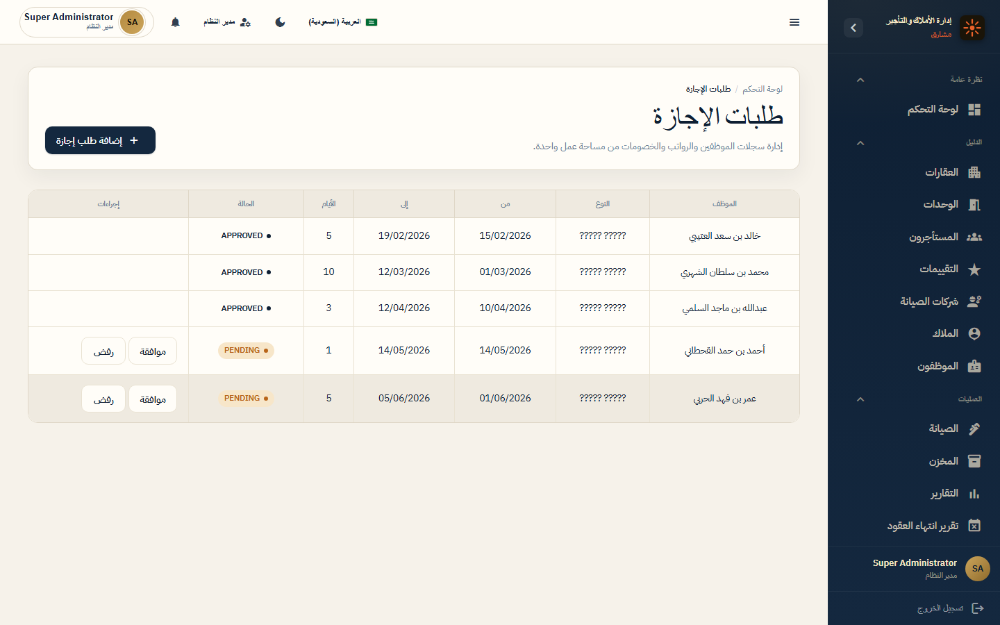 إدارة الأملاك والتأجير
مشارق
نظرة عامة
لوحة التحكم
الدليل
العقارات
الوحدات
المستأجرون
التقييمات
شركات الصيانة
الملاك
الموظفون
العمليات
الصيانة
المخزن
التقارير
تقرير انتهاء العقود
SA
Super Administrator
مدير النظام
تسجيل الخروج
العربية (السعودية)
مدير النظام
SA
Super Administrator
مدير النظام
لوحة التحكم / طلبات الإجازة
طلبات الإجازة
إدارة سجلات الموظفين والرواتب والخصومات من مساحة عمل واحدة.
+ إضافة طلب إجازة
الموظف النوع من إلى الأيام الحالة إجراءات
خالد بن سعد العتيبي ????? ????? 15/02/2026 19/02/2026 5 APPROVED
محمد بن سلطان الشهري ????? ????? 01/03/2026 12/03/2026 10 APPROVED
عبدالله بن ماجد السلمي ????? ????? 10/04/2026 12/04/2026 3 APPROVED
أحمد بن حمد القحطاني ????? ????? 14/05/2026 14/05/2026 1 PENDING موافقة رفض
عمر بن فهد الحربي ????? ????? 01/06/2026 05/06/2026 5 PENDING موافقة رفض